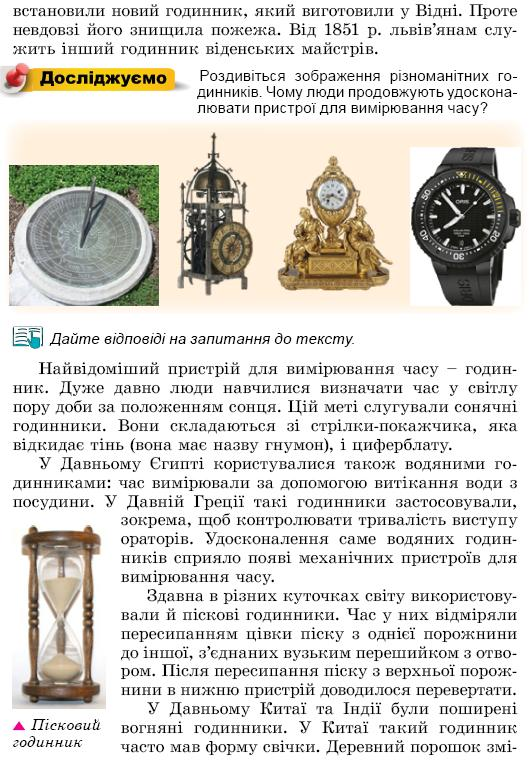 встановили новий годинник, який виготовили у Відні. Проте
невдовзі його знищила пожежа. Від 1851 р. львів’янам слу-
жить інший годинник віденських майстрів.
Досліджуємо
Роздивіться зображення різноманітних го-
динників. Чому люди продовжують удоскона-
лювати пристрої для вимірювання часу?
ORIS
Дайте відповіді на запитання до тексту.
Найвідоміший пристрій для вимірювання часу – годин-
ник. Дуже давно люди навчилися визначати час у світлу
пору доби за положенням сонця. Цій меті слугували сонячні
годинники. Вони складаються зі стрілки-покажчика, яка
відкидає тінь (вона має назву гнумон), і циферблату.
У Давньому Єгипті користувалися також водяними го-
динниками: час вимірювали за допомогою витікання води з
посудини. У Давній Греції такі годинники застосовували,
зокрема, щоб контролювати тривалість виступу
ораторів. Удосконалення саме водяних годин-
ників сприяло появі механічних пристроїв для
вимірювання часу.
Здавна в різних куточках світу використову-
вали й піскові годинники. Час у них відміряли
пересипанням цівки піску з однієї порожнини
до іншої, з’єднаних вузьким перешийком з отво-
ром. Після пересипання піску з верхньої порож-
нини в нижню пристрій доводилося перевертати.
У Давньому Китаї та Індії були поширені
вогняні годинники. У Китаї такий годинник
часто мав форму свічки. Деревний порошок змі-
▲ Пісковий
годинник